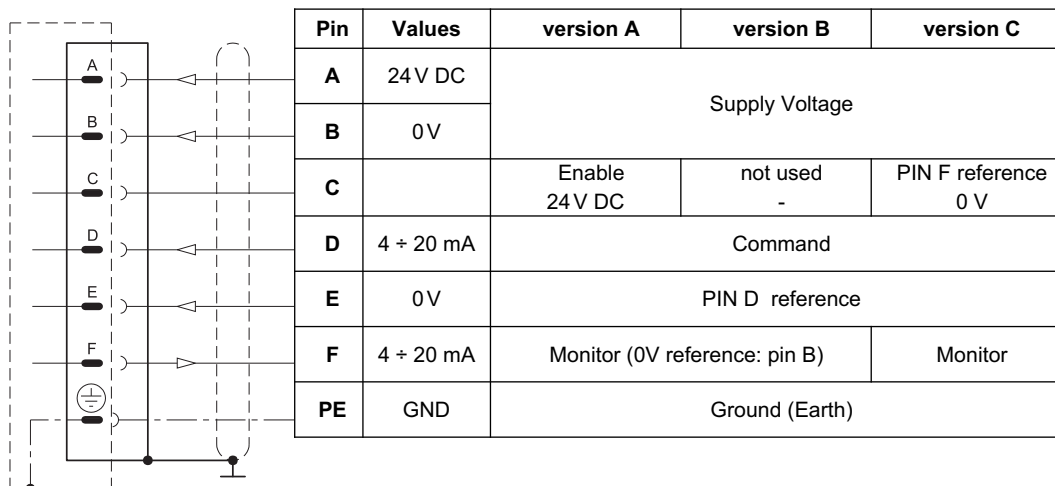 Pin Values version A version B version C
A A 24 V DC
Supply Voltage
B B 0 V
C C Enable not used PIN F reference
24 V DC - 0 V
D D 4 ÷ 20 mA Command
E E 0 V PIN D reference
F F 4 ÷ 20 mA Monitor (0V reference: pin B) Monitor
PE GND Ground (Earth)